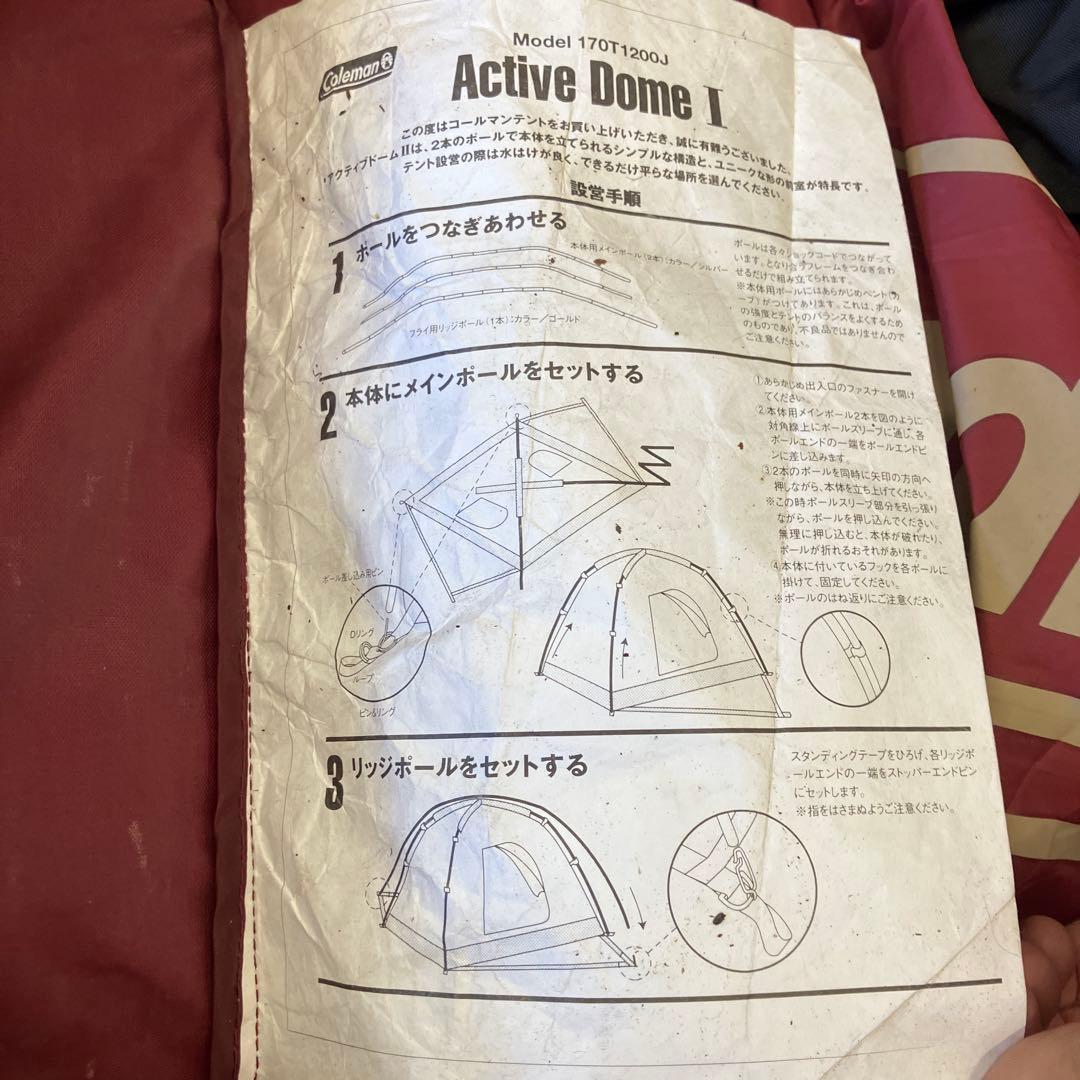 Coleman
Model 170T1200J
Active Dome I
この度はコールマンテントをお買い上げいただき、誠に有難うございました。
アクティブドームIIは、2本のポールで本体を立てられるシンプルな構造と、ユニークな形の前室が特長です。
テント設営の際は水はけが良く、できるだけ平らな場所を選んでください。
設営手順
1 ポールをつなぎあわせる
本体用メインポール(2本):カラー/シルバー
フライ用リッジポール(1本):カラー/ゴールド
ポールは各々ショックコードでつながって
います。となり合うフレームをつなぎ合わ
せるだけで組み立てられます。
※本体用ポールにはあらかじめベント(カ
ーブ)がつけてあります。これは、ポール
の強度とテントのバランスをよくするため
のものであり、不良品ではありませんので
ご注意ください。
2 本体にメインポールをセットする
①あらかじめ出入口のファスナーを開け
てください。
②本体用メインポール2本を図のように
対角線上にポールスリーブに通し、各
ポールエンドの一端をポールエンドピ
ンに差し込みます。
③2本のポールを同時に矢印の方向へ
押しながら、本体を立ち上げてください。
※この時ポールスリーブ部分を引っ張り
ながら、ポールを押し込んでください。
無理に押し込むと、本体が破れたり、
ポールが折れるおそれがあります。
④本体に付いているフックを各ポールに
掛けて、固定してください。
※ポールのはね返りにご注意ください。
ポール差し込み用ピン
Dリング
ループ
ピン&リング
3 リッジポールをセットする
スタンディングテープをひろげ、各リッジポ
ールエンドの一端をストッパーエンドピン
にセットします。
※指をはさまぬようご注意ください。